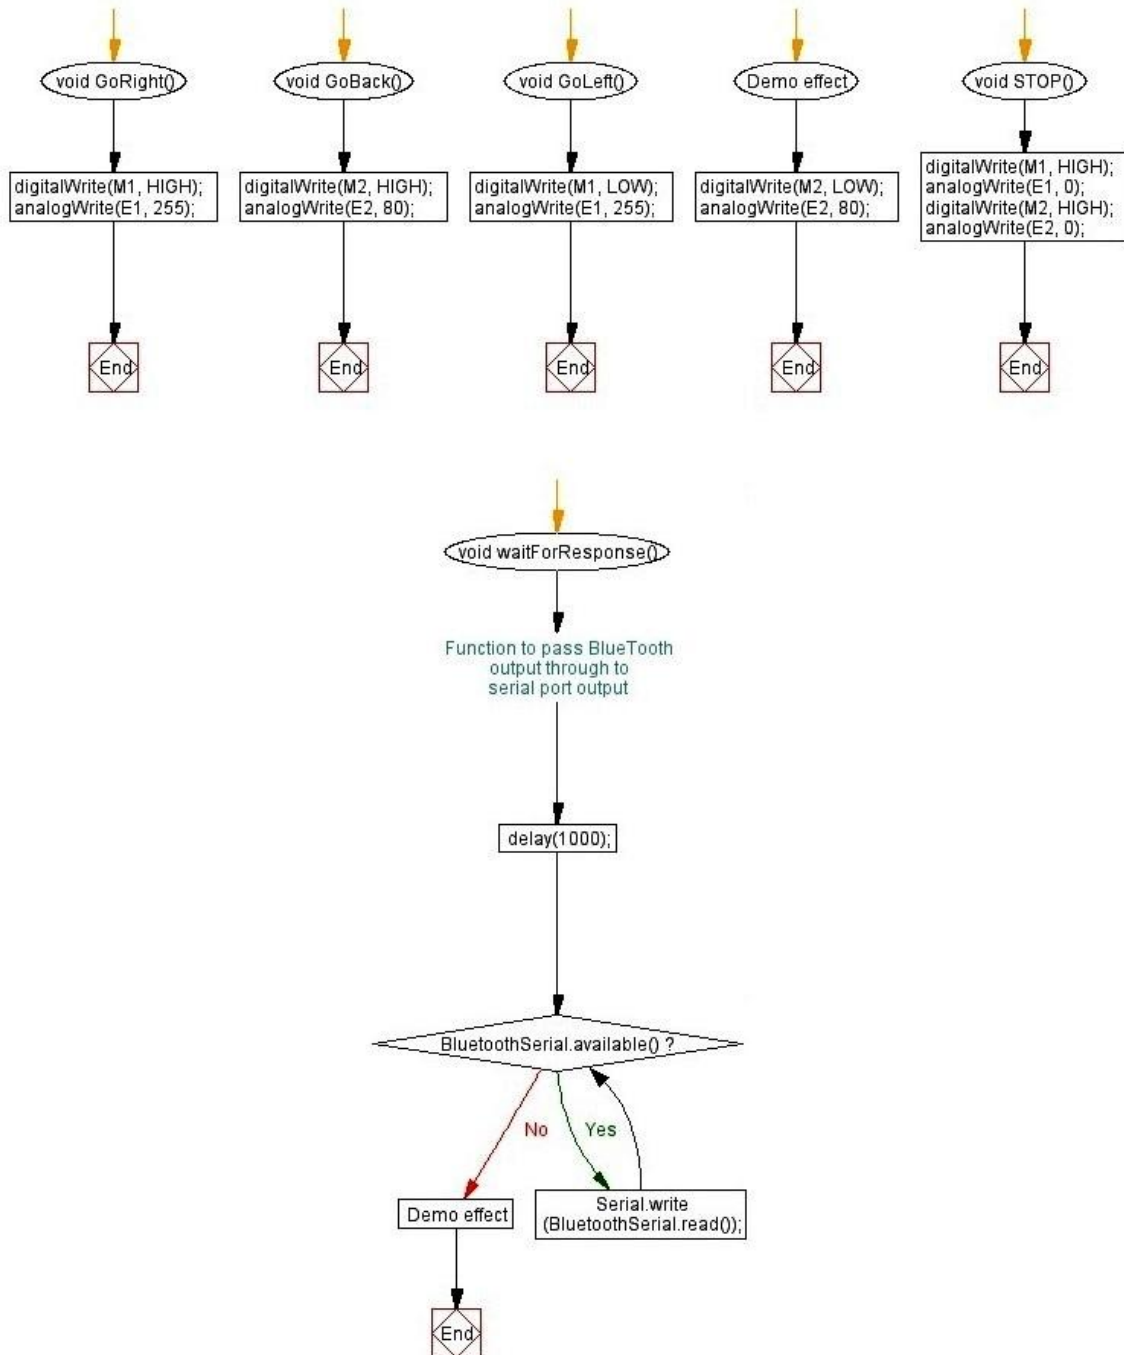 void GoRight()
void GoBack()
void GoLeft()
Demo effect
void STOP()
digitalWrite(M1, HIGH);
analogWrite(E1, 255);
digitalWrite(M2, HIGH);
analogWrite(E2, 80);
digitalWrite(M1, LOW);
analogWrite(E1, 255);
digitalWrite(M2, LOW);
analogWrite(E2, 80);
digitalWrite(M1, HIGH);
analogWrite(E1, 0);
digitalWrite(M2, HIGH);
analogWrite(E2, 0);
End
End
End
End
End
void waitForResponse()
Function to pass BlueTooth
output through to
serial port output
delay(1000);
BluetoothSerial.available() ?
No
Yes
Demo effect
Serial.write
(BluetoothSerial.read());
End